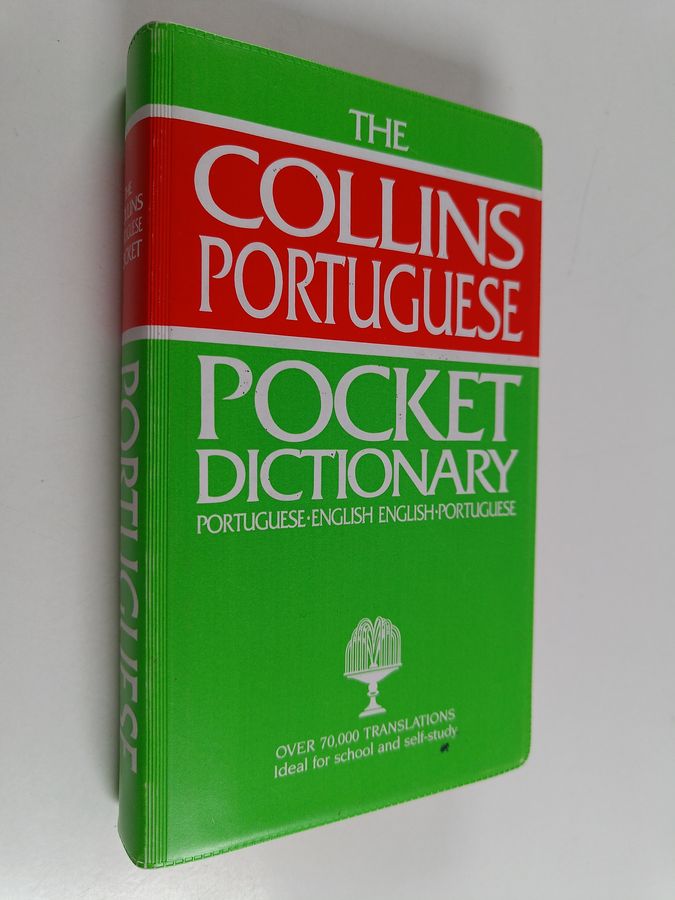 THE
COLLINS
PORTUGUESE
POCKET
DICTIONARY
PORTUGUESE·ENGLISH ENGLISH·PORTUGUESE
OVER 70,000 TRANSLATIONS
Ideal for school and self-study
PORTUGUESE